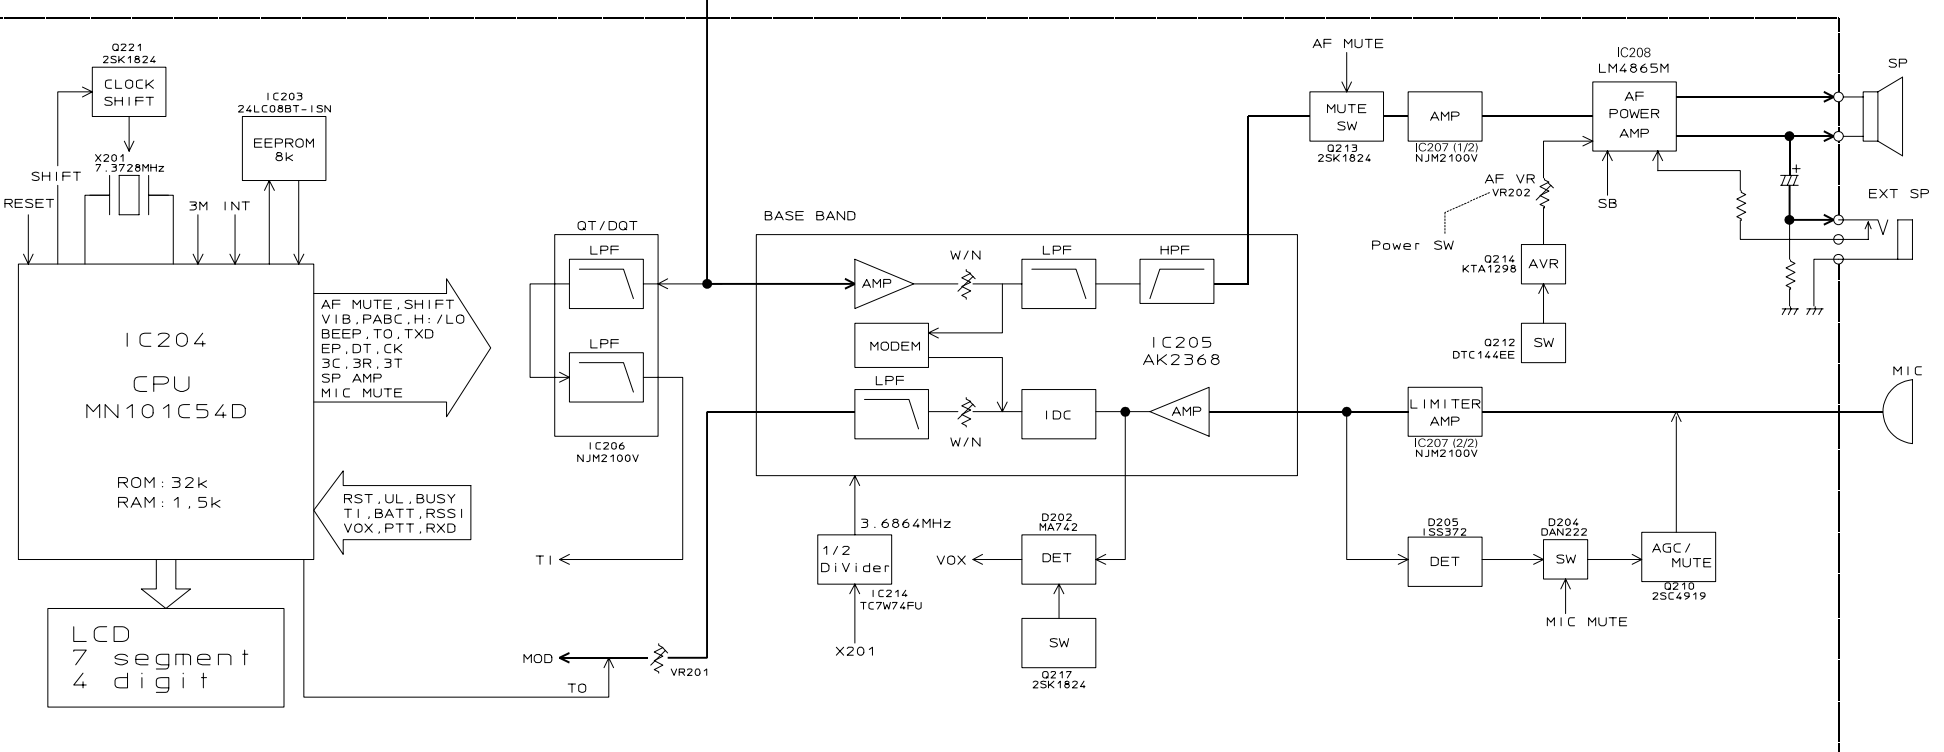 Q221
2SK1824
CLOCK
SHIFT
IC203
24LC08BT-ISN
EEPROM
8k
X201
7.3728MHz
SHIFT
RESET
3M
INT
IC204
CPU
MN101C54D
ROM:32k
RAM:1,5k
AF MUTE,SHIFT
VIB,PABC,H:/LO
BEEP,TO,TXD
EP,DT,CK
3C,3R,3T
SP AMP
MIC MUTE
RST,UL,BUSY
TI,BATT,RSSI
VOX,PTT,RXD
LCD
7 segment
4 digit
QT/DQT
LPF
LPF
IC206
NJM2100V
TI
MOD
TO
VR201
BASE BAND
AMP
W/N
LPF
HPF
MODEM
IC205
AK2368
LPF
W/N
IDC
AMP
3.6864MHz
1/2
DiVider
IC214
TC7W74FU
X201
VOX
D202
MA742
DET
SW
Q217
2SK1824
AF MUTE
MUTE
SW
Q213
2SK1824
AMP
IC207 (1/2)
NJM2100V
IC208
LM4865M
AF
POWER
AMP
SP
AF VR
VR202
SB
Power SW
+
EXT SP
Q214
KTA1298
AVR
Q212
DTC144EE
SW
LIMITER
AMP
IC207 (2/2)
NJM2100V
MIC
D205
ISS372
DET
D204
DAN222
SW
MIC MUTE
AGC/
MUTE
Q210
2SC4919